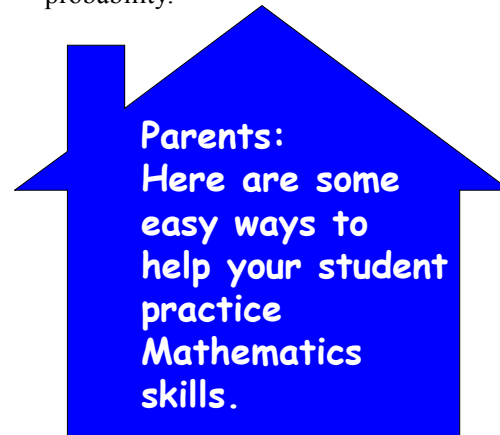 probability.
Parents:
Here are some
easy ways to
help your student
practice
Mathematics
skills.